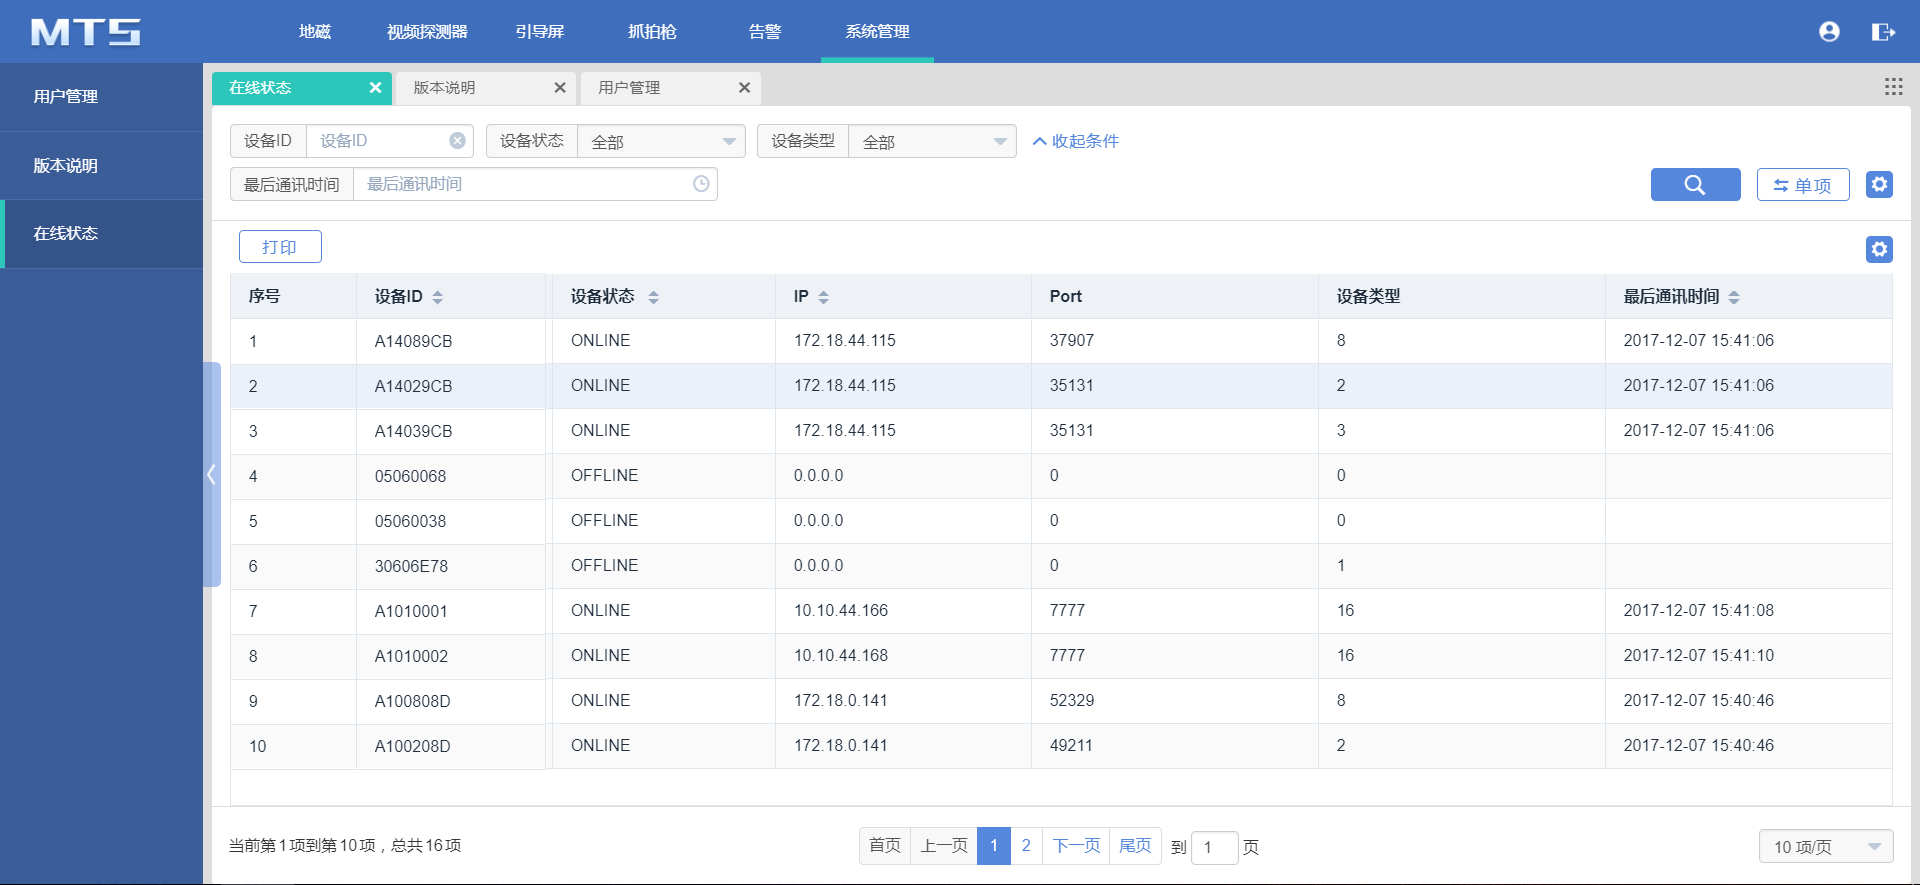 MTS 地磁 视频探测器 引导屏 抓拍枪 告警 系统管理
用户管理
版本说明
在线状态
在线状态 版本说明 用户管理
设备ID 设备ID 设备状态 全部 设备类型 全部 收起条件
最后通讯时间 最后通讯时间 单项
打印
序号 设备ID 设备状态 IP Port 设备类型 最后通讯时间
1 A14089CB ONLINE 172.18.44.115 37907 8 2017-12-07 15:41:06
2 A14029CB ONLINE 172.18.44.115 35131 2 2017-12-07 15:41:06
3 A14039CB ONLINE 172.18.44.115 35131 3 2017-12-07 15:41:06
4 05060068 OFFLINE 0.0.0.0 0 0
5 05060038 OFFLINE 0.0.0.0 0 0
6 30606E78 OFFLINE 0.0.0.0 0 1
7 A1010001 ONLINE 10.10.44.166 7777 16 2017-12-07 15:41:08
8 A1010002 ONLINE 10.10.44.168 7777 16 2017-12-07 15:41:10
9 A100808D ONLINE 172.18.0.141 52329 8 2017-12-07 15:40:46
10 A100208D ONLINE 172.18.0.141 49211 2 2017-12-07 15:40:46
当前第1项到第10项，总共16项 首页 上一页 1 2 下一页 尾页 到 1 页 10 项/页